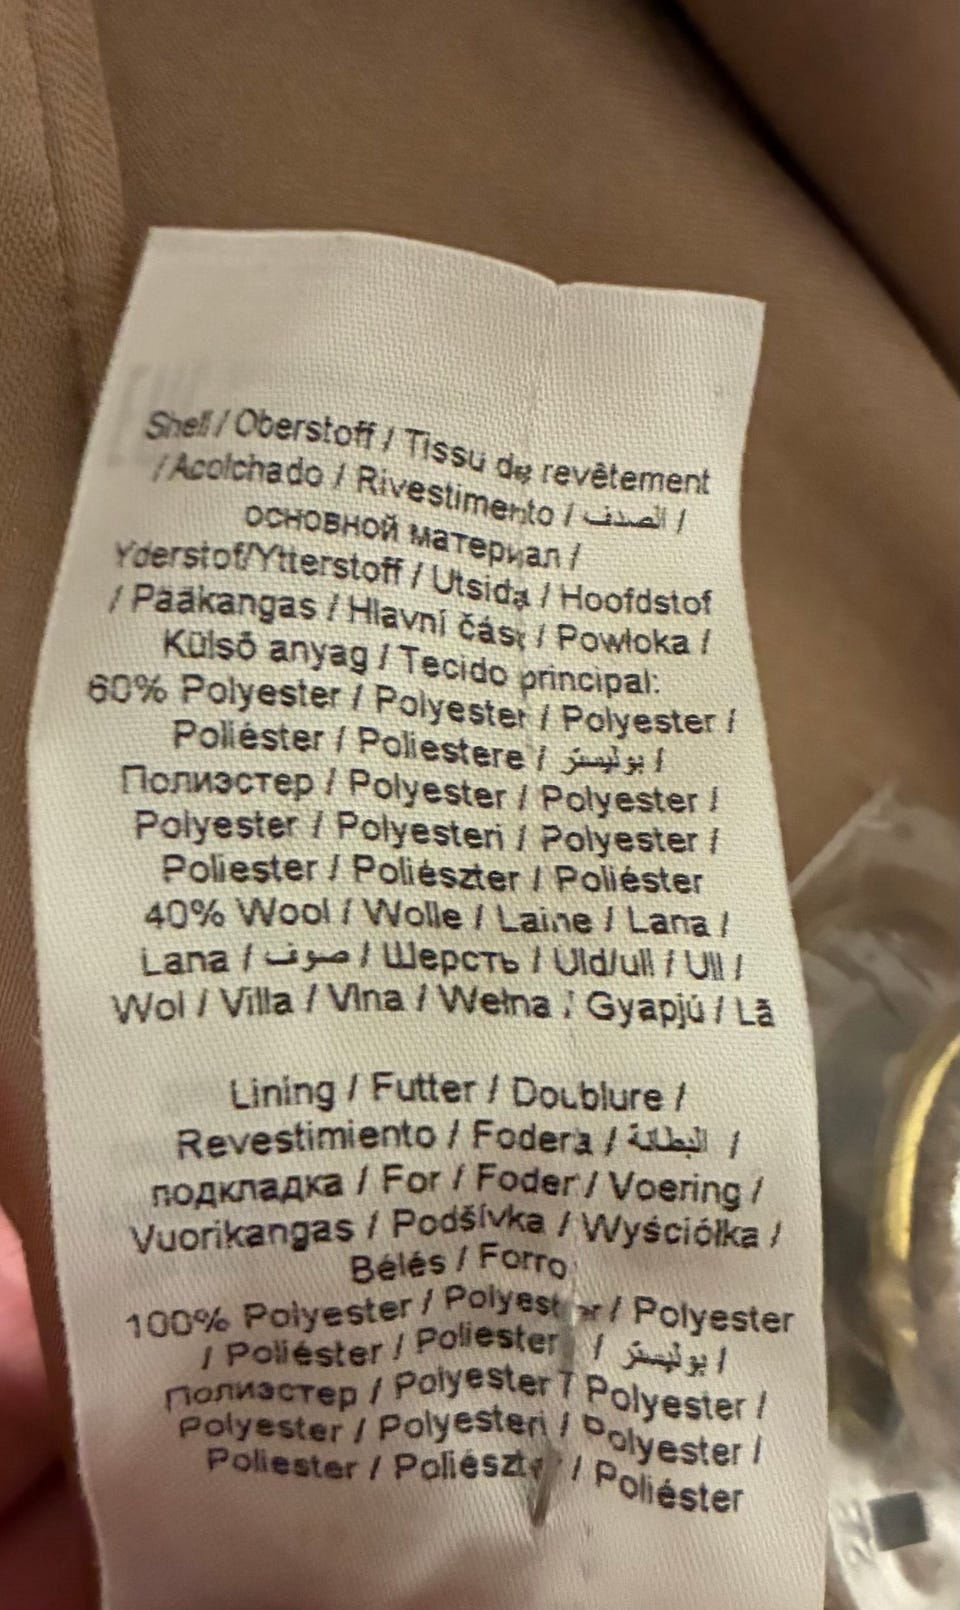 Shell / Oberstoff / Tissu de revêtement
/ Acolchado / Rivestimento / الصدف /
основной материал /
Yderstof/Ytterstoff / Utsida / Hoofdstof
/ Pääkangas / Hlavní část / Powłoka /
Külső anyag / Tecido principal:
60% Polyester / Polyester / Polyester /
Poliéster / Poliestere / بوليستر /
Полиэстер / Polyester / Polyester /
Polyester / Polyesteri / Polyester /
Poliester / Poliészter / Poliéster
40% Wool / Wolle / Laine / Lana /
Lana / صوف / Шерсть / Uld/ull / Ull /
Wol / Villa / Vlna / Wełna / Gyapjú / Lã
Lining / Futter / Doublure /
Revestimiento / Fodera / البطانة /
подкладка / For / Foder / Voering /
Vuorikangas / Podšívka / Wyściółka /
Bélés / Forro
100% Polyester / Polyester / Polyester
/ Poliéster / Poliester / بوليستر /
Полиэстер / Polyester / Polyester /
Polyester / Polyesteri / Polyester /
Poliester / Poliészter / Poliéster